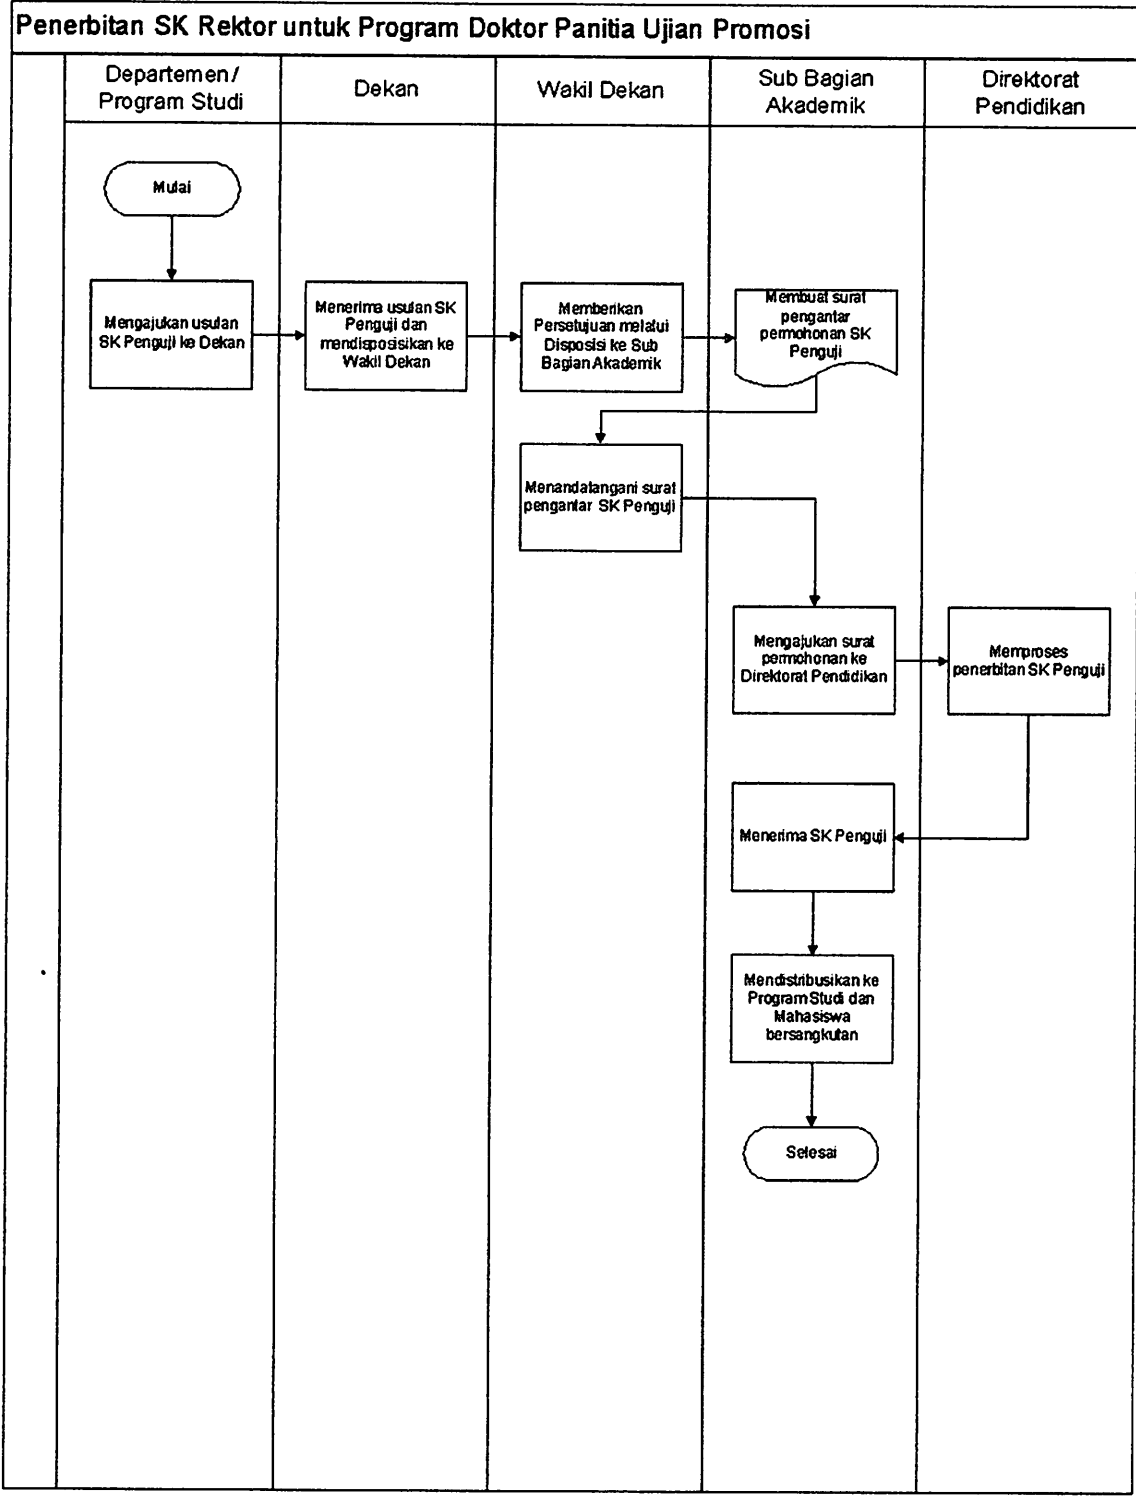 Penerbitan SK Rektor untuk Program Doktor Panitia Ujian Promosi
Departemen/
Program Studi
Dekan
Wakil Dekan
Sub Bagian
Akademik
Direktorat
Pendidikan
Mulai
Mengajukan usulan
SK Penguji ke Dekan
Menerima usulan SK
Penguji dan
mendisposisikan ke
Wakil Dekan
Memberikan
Persetujuan melalui
Disposisi ke Sub
Bagian Akademik
Membuat surat
pengantar
permohonan SK
Penguji
Menandatangani surat
pengantar SK Penguji
Mengajukan surat
permohonan ke
Direktorat Pendidikan
Memproses
penerbitan SK Penguji
Menerima SK Penguji
Mendistribusikan ke
Program Studi dan
Mahasiswa
bersangkutan
Selesai